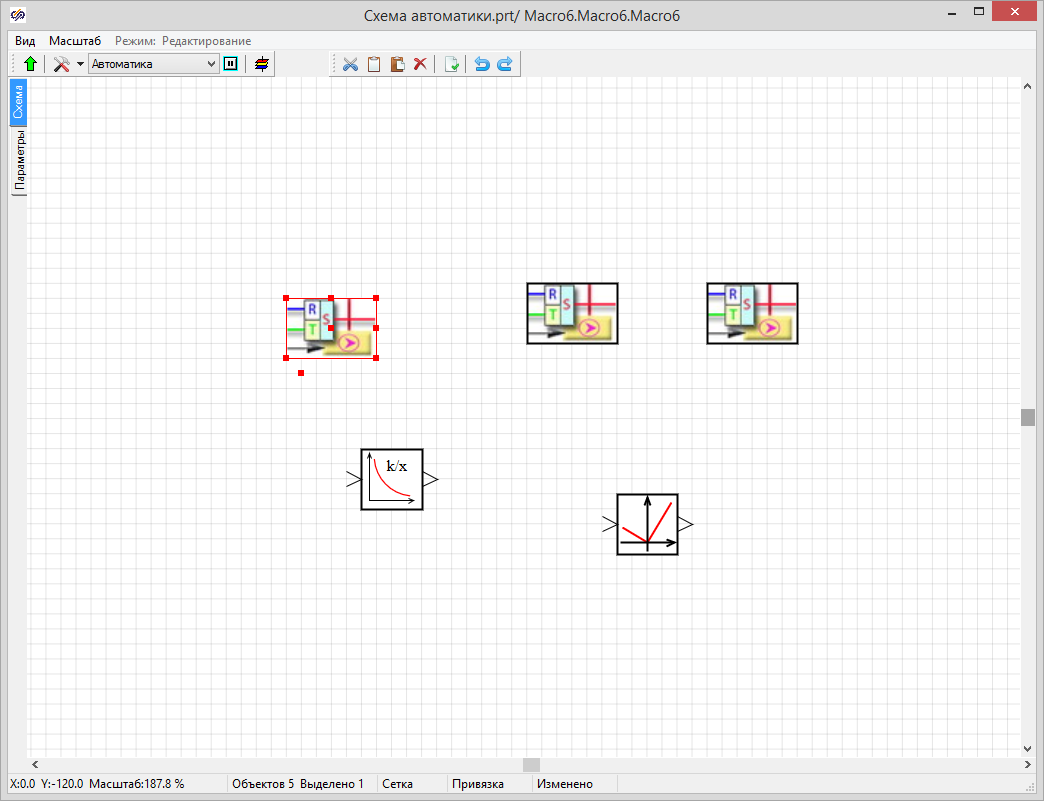 Схема автоматики.prt/ Macro6.Macro6.Macro6
Вид Масштаб Режим: Редактирование
Автоматика
Схема
Параметры
R S T
R S T
R S T
k/x
X:0.0 Y:-120.0 Масштаб:187.8 % Объектов 5 Выделено 1 Сетка Привязка Изменено